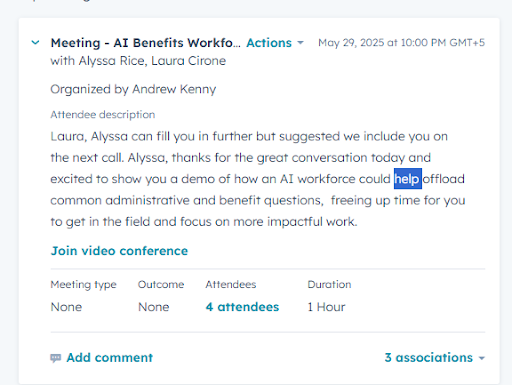 Meeting - AI Benefits Workfo... Actions May 29, 2025 at 10:00 PM GMT+5
with Alyssa Rice, Laura Cirone
Organized by Andrew Kenny
Attendee description
Laura, Alyssa can fill you in further but suggested we include you on
the next call. Alyssa, thanks for the great conversation today and
excited to show you a demo of how an AI workforce could help offload
common administrative and benefit questions, freeing up time for you
to get in the field and focus on more impactful work.
Join video conference
Meeting type Outcome Attendees Duration
None None 4 attendees 1 Hour
Add comment 3 associations